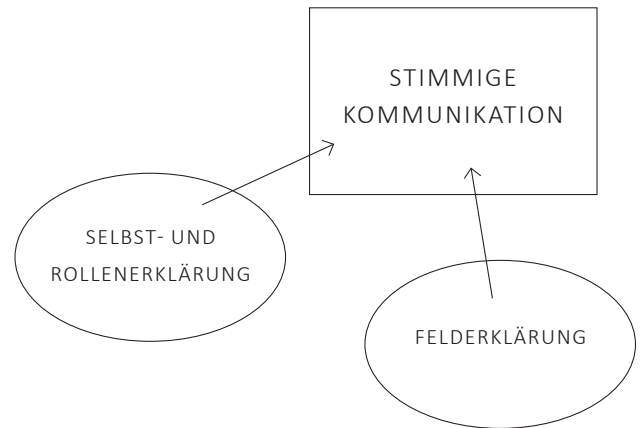 STIMMIGE
KOMMUNIKATION
SELBST- UND
ROLLENERKLÄRUNG
FELDERKLÄRUNG